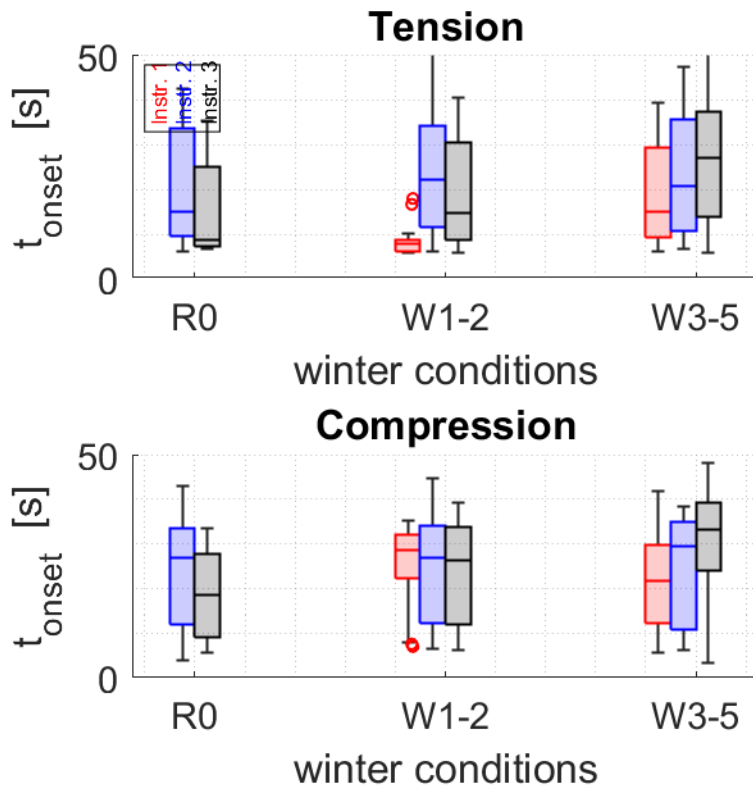 Tension
50
0
t_onset [s]
Instr. 1
Instr. 2
Instr. 3
R0 W1-2 W3-5
winter conditions
Compression
50
0
t_onset [s]
R0 W1-2 W3-5
winter conditions